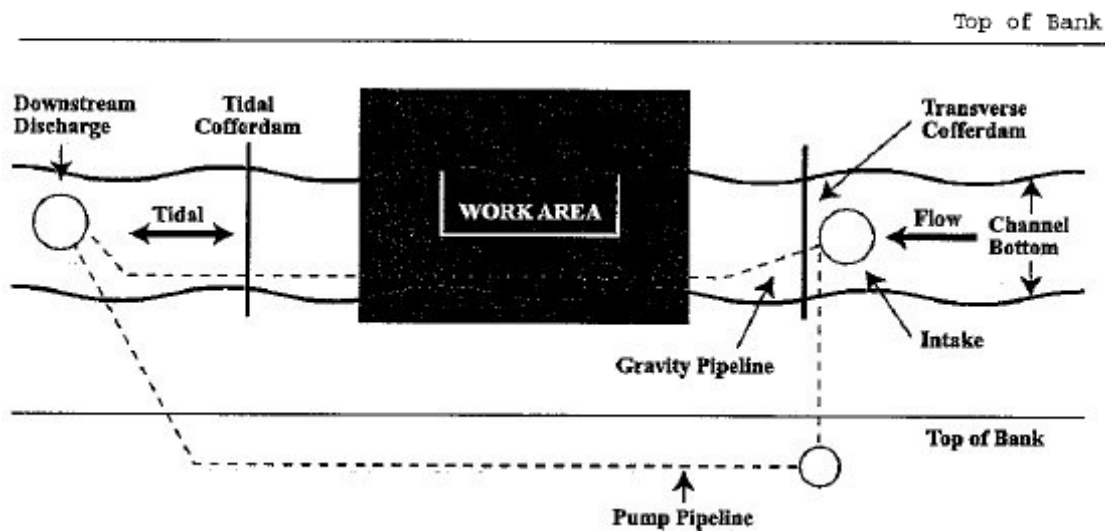 Top of Bank
Downstream
Discharge
Tidal
Cofferdam
Transverse
Cofferdam
Tidal
WORK AREA
Flow
Channel
Bottom
Gravity Pipeline
Intake
Top of Bank
Pump Pipeline